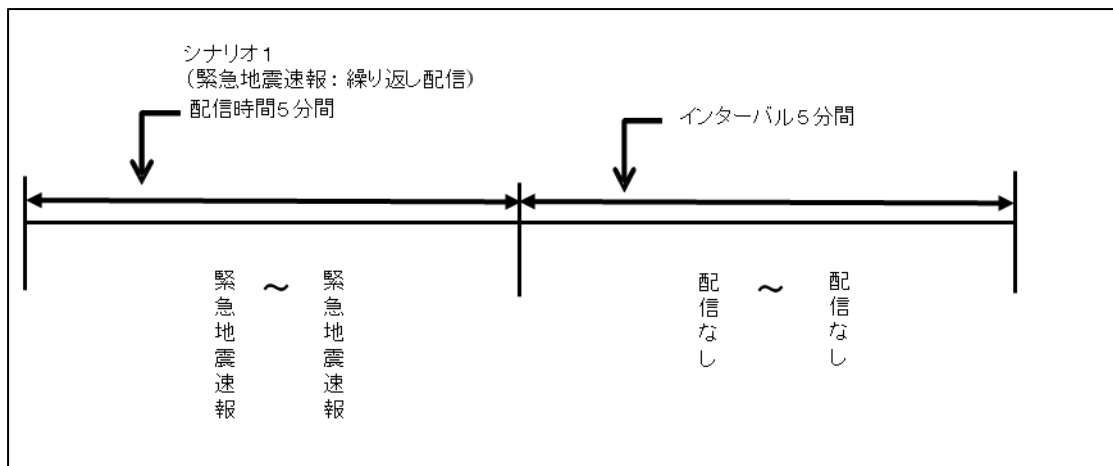 シナリオ1
（緊急地震速報：繰り返し配信）
配信時間5分間
インターバル5分間
緊急地震速報
～
緊急地震速報
配信なし
～
配信なし